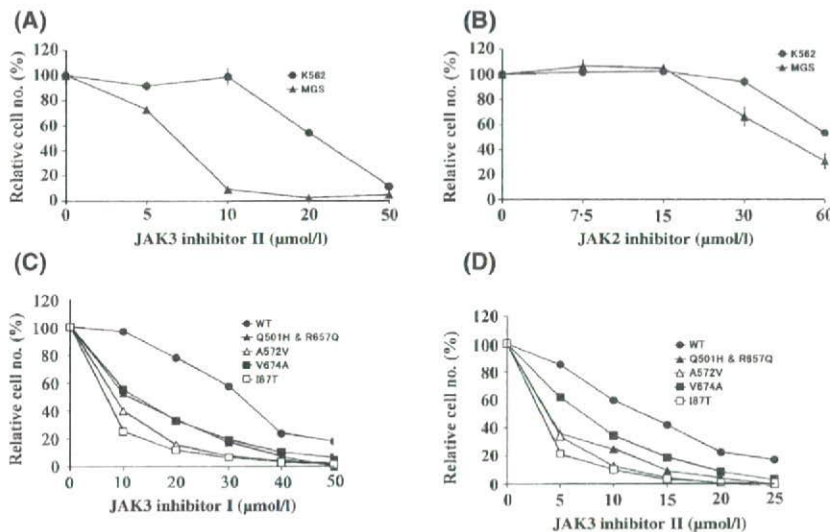 (A)
Relative cell no. (%)
120
100
80
60
40
20
0
K562
MGS
0 5 10 20 50
JAK3 inhibitor II (µmol/l)
(B)
Relative cell no. (%)
120
100
80
60
40
20
0
K562
MGS
0 7·5 15 30 60
JAK2 inhibitor (µmol/l)
(C)
Relative cell no. (%)
120
100
80
60
40
20
0
WT
Q501H & R657Q
A572V
V674A
I87T
0 10 20 30 40 50
JAK3 inhibitor I (µmol/l)
(D)
Relative cell no. (%)
120
100
80
60
40
20
0
WT
Q501H & R657Q
A572V
V674A
I87T
0 5 10 15 20 25
JAK3 inhibitor II (µmol/l)